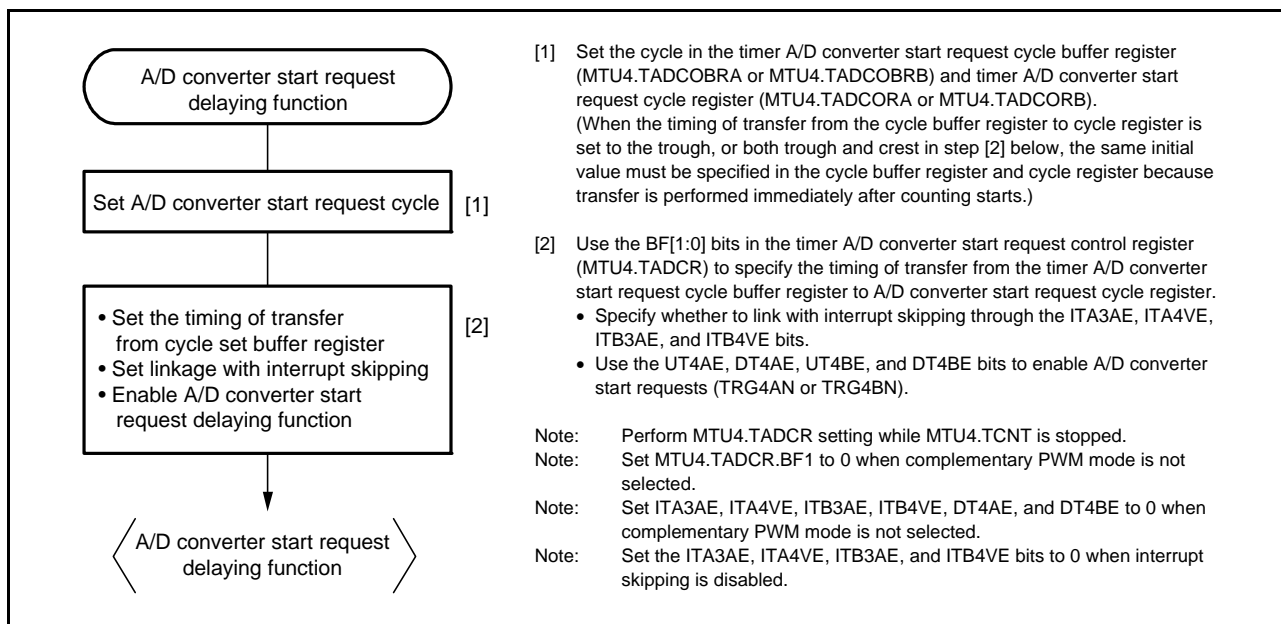 A/D converter start request
delaying function
Set A/D converter start request cycle
[1]
• Set the timing of transfer
from cycle set buffer register
• Set linkage with interrupt skipping
• Enable A/D converter start
request delaying function
[2]
A/D converter start request
delaying function
[1] Set the cycle in the timer A/D converter start request cycle buffer register
(MTU4.TADCOBRA or MTU4.TADCOBRB) and timer A/D converter start
request cycle register (MTU4.TADCORA or MTU4.TADCORB).
(When the timing of transfer from the cycle buffer register to cycle register is
set to the trough, or both trough and crest in step [2] below, the same initial
value must be specified in the cycle buffer register and cycle register because
transfer is performed immediately after counting starts.)
[2] Use the BF[1:0] bits in the timer A/D converter start request control register
(MTU4.TADCR) to specify the timing of transfer from the timer A/D converter
start request cycle buffer register to A/D converter start request cycle register.
• Specify whether to link with interrupt skipping through the ITA3AE, ITA4VE,
ITB3AE, and ITB4VE bits.
• Use the UT4AE, DT4AE, UT4BE, and DT4BE bits to enable A/D converter
start requests (TRG4AN or TRG4BN).
Note: Perform MTU4.TADCR setting while MTU4.TCNT is stopped.
Note: Set MTU4.TADCR.BF1 to 0 when complementary PWM mode is not
selected.
Note: Set ITA3AE, ITA4VE, ITB3AE, ITB4VE, DT4AE, and DT4BE to 0 when
complementary PWM mode is not selected.
Note: Set the ITA3AE, ITA4VE, ITB3AE, and ITB4VE bits to 0 when interrupt
skipping is disabled.